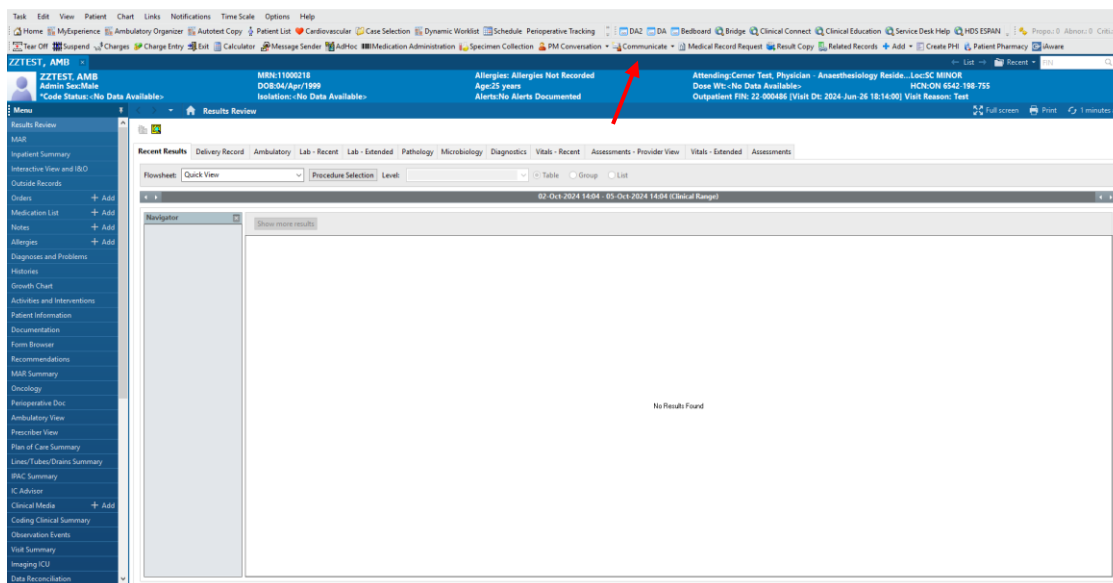 Task Edit View Patient Chart Links Notifications Time Scale Options Help
Home MyExperience Ambulatory Organizer Autotext Copy Patient List Cardiovascular Case Selection Dynamic Worklist Schedule Perioperative Tracking DA2 DA Bedboard Bridge Clinical Connect Clinical Education Service Desk Help HDS ESPAN Propo.: 0 Abnor.: 0 Critic
Tear Off Suspend Charges Charge Entry Exit Calculator Message Sender AdHoc Medication Administration Specimen Collection PM Conversation Communicate Medical Record Request Result Copy Related Records + Add Create PHI Patient Pharmacy iAware
ZZTEST, AMB × ← List → Recent FIN
ZZTEST, AMB MRN:11000218 Allergies: Allergies Not Recorded Attending:Cerner Test, Physician - Anaesthesiology Reside...Loc:SC MINOR
Admin Sex:Male DOB:04/Apr/1999 Age:25 years Dose Wt:<No Data Available> HCN:ON 6542-198-755
*Code Status:<No Data Available> Isolation:<No Data Available> Alerts:No Alerts Documented Outpatient FIN: 22-000486 [Visit Dt: 2024-Jun-26 18:14:00] Visit Reason: Test
Menu Results Review Full screen Print 1 minutes
Results Review
MAR
Inpatient Summary
Interactive View and I&O
Outside Records
Orders + Add
Medication List + Add
Notes + Add
Allergies + Add
Diagnoses and Problems
Histories
Growth Chart
Activities and Interventions
Patient Information
Documentation
Form Browser
Recommendations
MAR Summary
Oncology
Perioperative Doc
Ambulatory View
Prescriber View
Plan of Care Summary
Lines/Tubes/Drains Summary
IPAC Summary
IC Advisor
Clinical Media + Add
Coding Clinical Summary
Observation Events
Visit Summary
Imaging ICU
Data Reconciliation
Recent Results Delivery Record Ambulatory Lab - Recent Lab - Extended Pathology Microbiology Diagnostics Vitals - Recent Assessments - Provider View Vitals - Extended Assessments
Flowsheet: Quick View Procedure Selection Level: Table Group List
02-Oct-2024 14:04 - 05-Oct-2024 14:04 (Clinical Range)
Navigator
Show more results
No Results Found